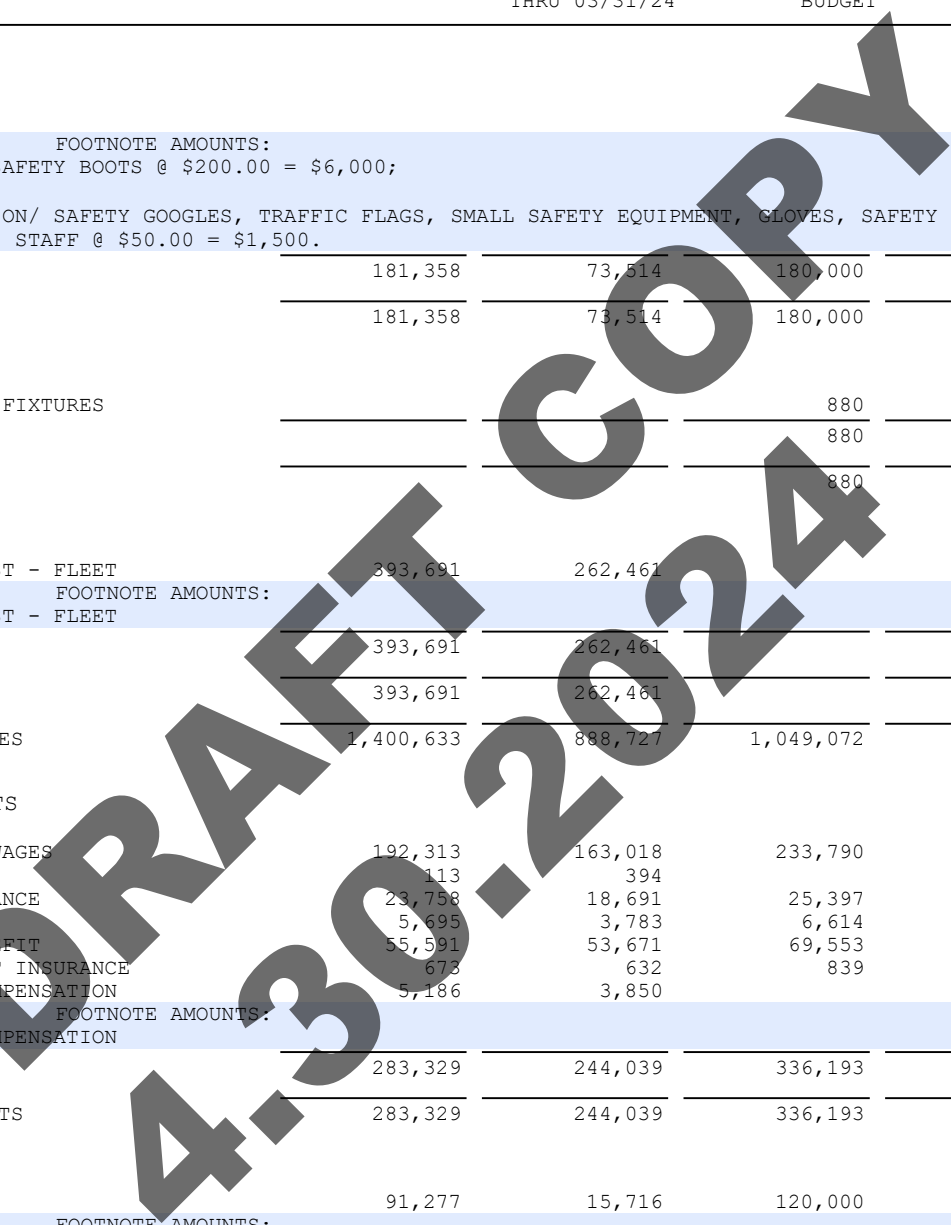 THRU 03/31/24 BUDGET
FOOTNOTE AMOUNTS:
AFETY BOOTS @ $200.00 = $6,000;
ON/ SAFETY GOOGLES, TRAFFIC FLAGS, SMALL SAFETY EQUIPMENT, GLOVES, SAFETY
STAFF @ $50.00 = $1,500.
181,358 73,514 180,000
181,358 73,514 180,000
FIXTURES 880
880
880
T - FLEET 393,691 262,461
FOOTNOTE AMOUNTS:
T - FLEET
393,691 262,461
393,691 262,461
ES 1,400,633 888,727 1,049,072
TS
WAGES 192,313 163,018 233,790
113 394
ANCE 23,758 18,691 25,397
5,695 3,783 6,614
EFIT 55,591 53,671 69,553
T INSURANCE 673 632 839
MPENSATION 5,186 3,850
FOOTNOTE AMOUNTS:
MPENSATION
283,329 244,039 336,193
TS 283,329 244,039 336,193
91,277 15,716 120,000
FOOTNOTE AMOUNTS:
DRAFT COPY
4.30.2024